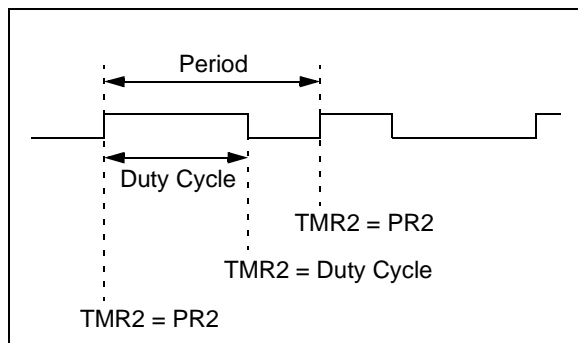 Period
Duty Cycle
TMR2 = PR2
TMR2 = Duty Cycle
TMR2 = PR2